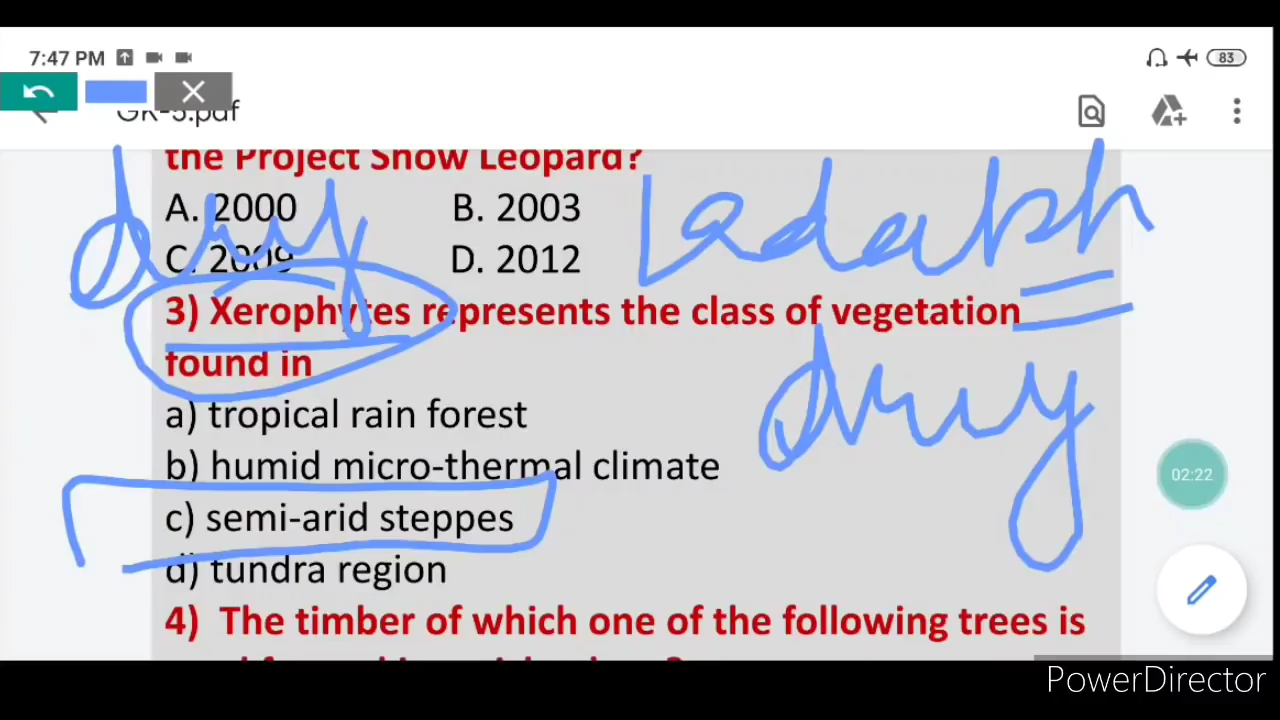 7:47 PM
83
GK-5.pdf
the Project Snow Leopard?
A. 2000 B. 2003
C. 2009 D. 2012
dry
Ladakh
3) Xerophytes represents the class of vegetation
found in
dry
a) tropical rain forest
b) humid micro-thermal climate
02:22
c) semi-arid steppes
d) tundra region
4) The timber of which one of the following trees is
PowerDirector